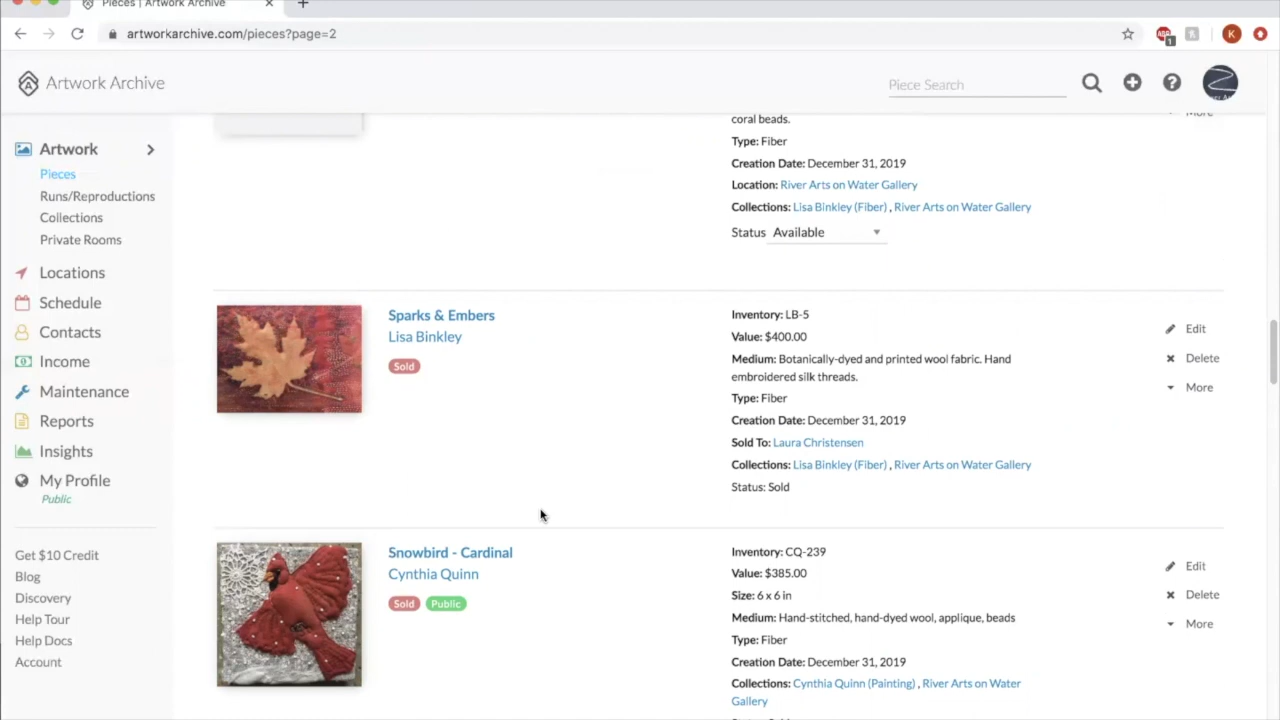 Pieces | Artwork Archive
artworkarchive.com/pieces?page=2
ABP
1
K
Artwork Archive
Piece Search
Artwork
Pieces
Runs/Reproductions
Collections
Private Rooms
Locations
Schedule
Contacts
Income
Maintenance
Reports
Insights
My Profile
Public
Get $10 Credit
Blog
Discovery
Help Tour
Help Docs
Account
coral beads.
Type: Fiber
Creation Date: December 31, 2019
Location: River Arts on Water Gallery
Collections: Lisa Binkley (Fiber) , River Arts on Water Gallery
Status Available
More
Sparks & Embers
Lisa Binkley
Sold
Inventory: LB-5
Value: $400.00
Medium: Botanically-dyed and printed wool fabric. Hand
embroidered silk threads.
Type: Fiber
Creation Date: December 31, 2019
Sold To: Laura Christensen
Collections: Lisa Binkley (Fiber) , River Arts on Water Gallery
Status: Sold
Edit
Delete
More
Snowbird - Cardinal
Cynthia Quinn
Sold Public
Inventory: CQ-239
Value: $385.00
Size: 6 x 6 in
Medium: Hand-stitched, hand-dyed wool, applique, beads
Type: Fiber
Creation Date: December 31, 2019
Collections: Cynthia Quinn (Painting) , River Arts on Water
Gallery
Edit
Delete
More